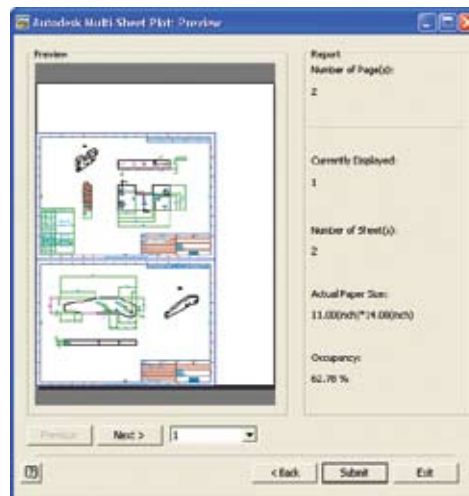 Autodesk Multi-Sheet Plot: Preview
Preview
Report
Number of Page(s):
2
Currently Displayed
1
Number of Sheet(s):
2
Actual Paper Size:
11.00(inch)*14.00(inch)
Occupancy:
62.78 %
Previous
Next >
1
?
< Back
Submit
Exit